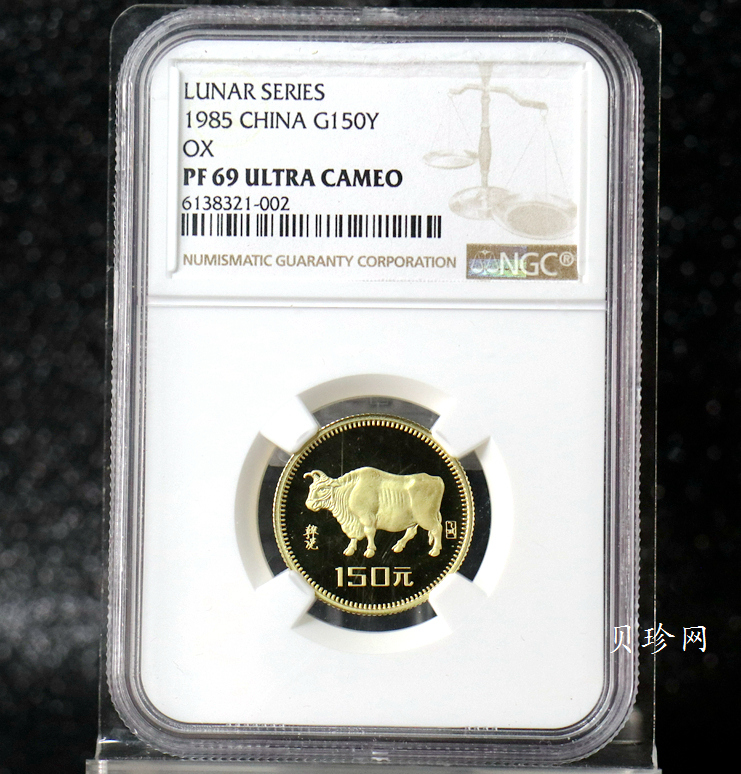 LUNAR SERIES
1985 CHINA G150Y
OX
PF 69 ULTRA CAMEO
6138321-002
NUMISMATIC GUARANTY CORPORATION
NGC®
150元
贝珍网